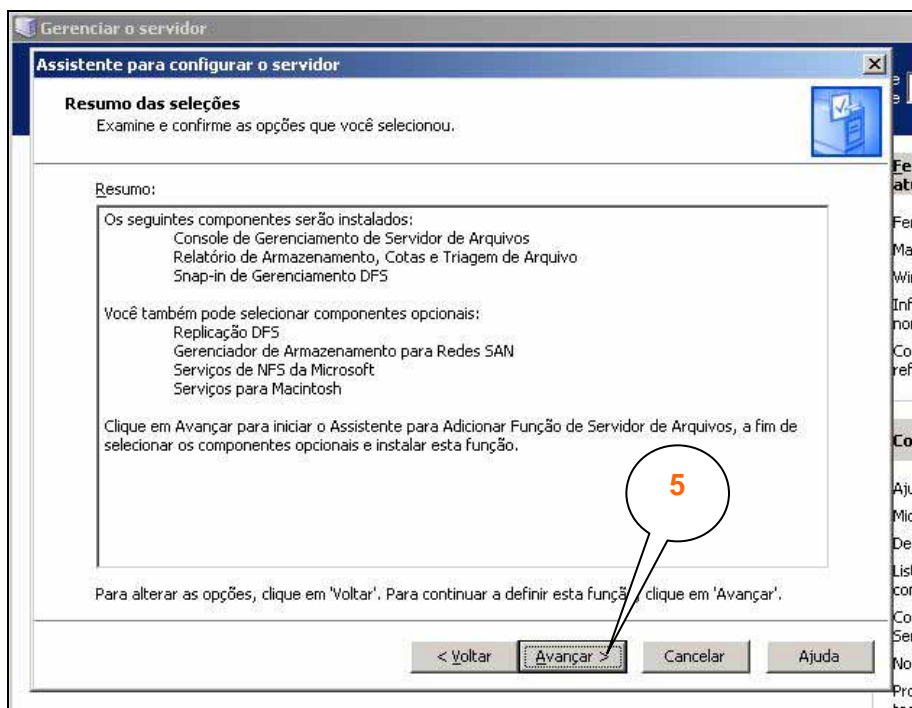 Gerenciar o servidor
Assistente para configurar o servidor
Resumo das seleções
Examine e confirme as opções que você selecionou.
Resumo:
Os seguintes componentes serão instalados:
Console de Gerenciamento de Servidor de Arquivos
Relatório de Armazenamento, Cotas e Triagem de Arquivo
Snap-in de Gerenciamento DFS
Você também pode selecionar componentes opcionais:
Replicação DFS
Gerenciador de Armazenamento para Redes SAN
Serviços de NFS da Microsoft
Serviços para Macintosh
Clique em Avançar para iniciar o Assistente para Adicionar Função de Servidor de Arquivos, a fim de
selecionar os componentes opcionais e instalar esta função.
5
Para alterar as opções, clique em 'Voltar'. Para continuar a definir esta função, clique em 'Avançar'.
< Voltar Avançar > Cancelar Ajuda